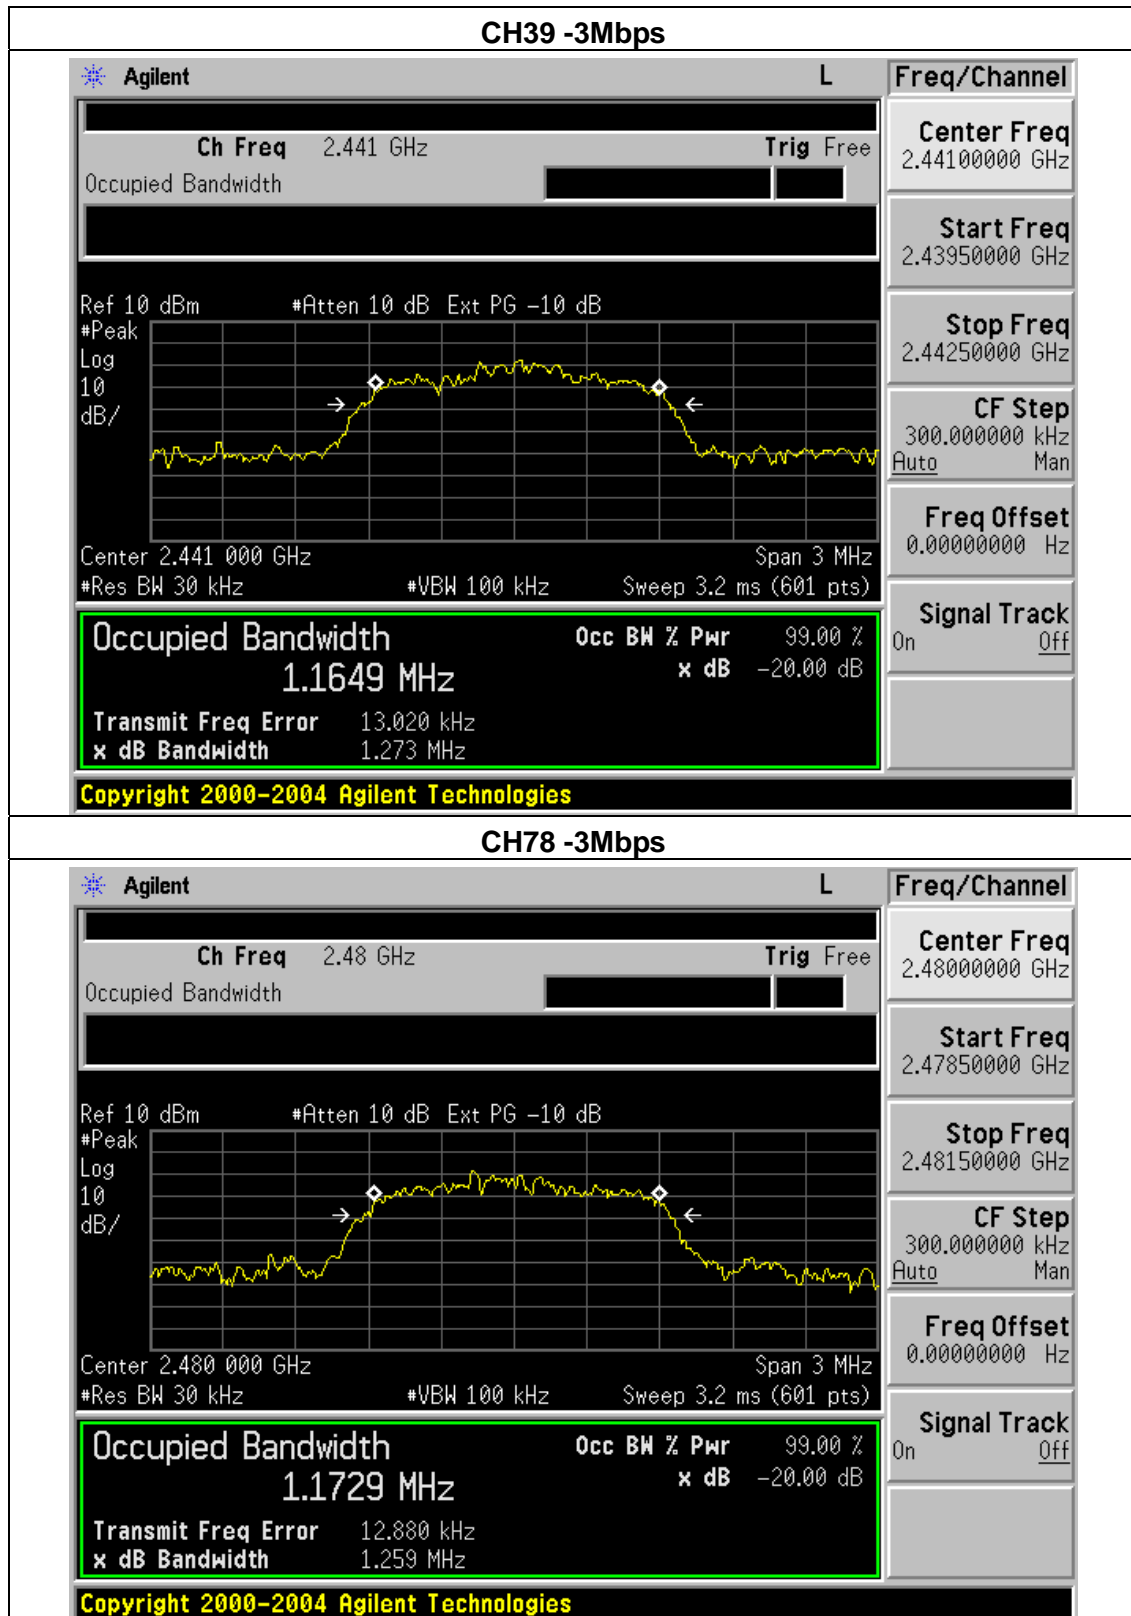 CH39 -3Mbps
Agilent L Freq/Channel
Ch Freq 2.441 GHz Trig Free
Occupied Bandwidth
Center Freq
2.44100000 GHz
Start Freq
2.43950000 GHz
Stop Freq
2.44250000 GHz
CF Step
300.000000 kHz
Auto Man
Freq Offset
0.00000000 Hz
Signal Track
On Off
Ref 10 dBm #Atten 10 dB Ext PG -10 dB
#Peak
Log
10
dB/
Center 2.441 000 GHz Span 3 MHz
#Res BW 30 kHz #VBW 100 kHz Sweep 3.2 ms (601 pts)
Occupied Bandwidth Occ BW % Pwr 99.00 %
1.1649 MHz x dB -20.00 dB
Transmit Freq Error 13.020 kHz
x dB Bandwidth 1.273 MHz
Copyright 2000-2004 Agilent Technologies
CH78 -3Mbps
Agilent L Freq/Channel
Ch Freq 2.48 GHz Trig Free
Occupied Bandwidth
Center Freq
2.48000000 GHz
Start Freq
2.47850000 GHz
Stop Freq
2.48150000 GHz
CF Step
300.000000 kHz
Auto Man
Freq Offset
0.00000000 Hz
Signal Track
On Off
Ref 10 dBm #Atten 10 dB Ext PG -10 dB
#Peak
Log
10
dB/
Center 2.480 000 GHz Span 3 MHz
#Res BW 30 kHz #VBW 100 kHz Sweep 3.2 ms (601 pts)
Occupied Bandwidth Occ BW % Pwr 99.00 %
1.1729 MHz x dB -20.00 dB
Transmit Freq Error 12.880 kHz
x dB Bandwidth 1.259 MHz
Copyright 2000-2004 Agilent Technologies